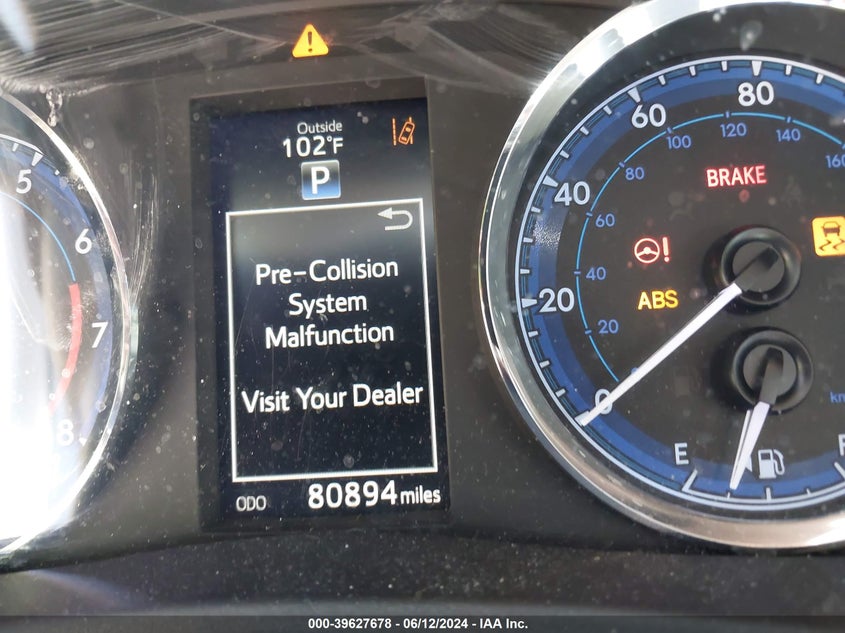 Outside
102°F
P
Pre-Collision
System
Malfunction
Visit Your Dealer
ODO 80894 miles
5
6
7
8
0
20
40
60
80
20
40
60
80
100
120
140
160
BRAKE
ABS
E
000-39627678 - 06/12/2024 - IAA Inc.